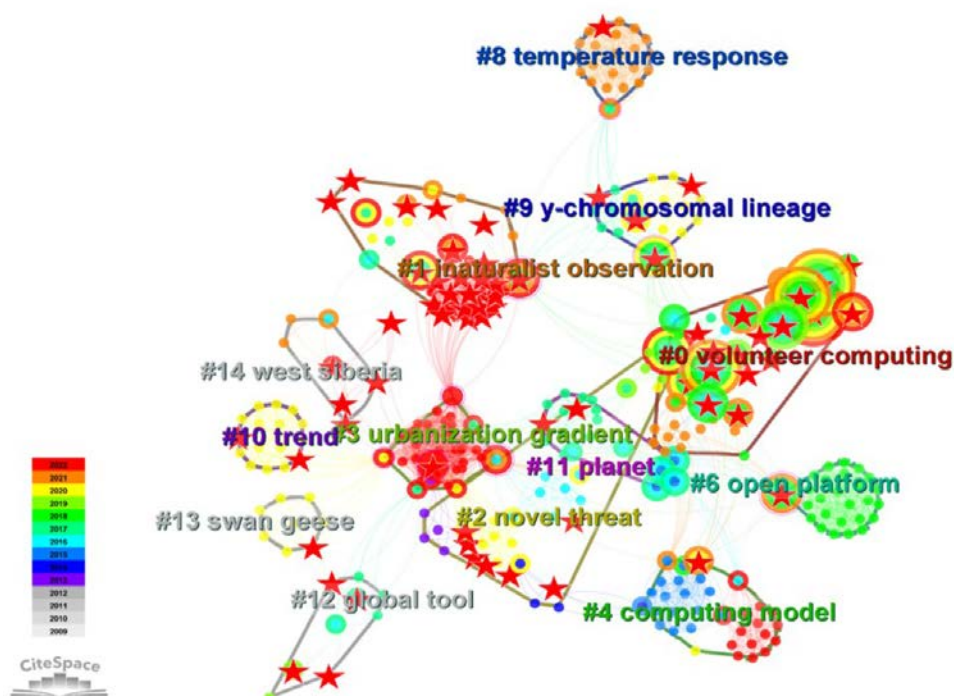 #8 temperature response
#9 y-chromosomal lineage
#1 inaturalist observation
#0 volunteer computing
#14 west siberia
#10 trend
#3 urbanization gradient
#11 planet
#6 open platform
#13 swan geese
#2 novel threat
#12 global tool
#4 computing model
2022
2021
2020
2019
2018
2017
2016
2015
2013
2012
2011
2010
2009
CiteSpace